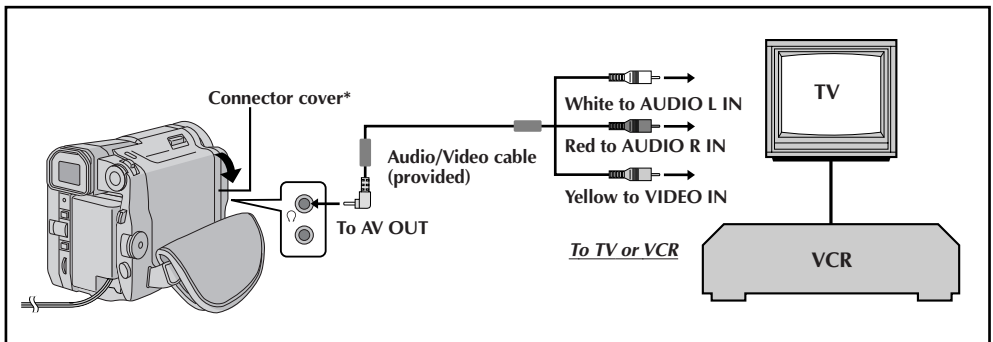 Connector cover*
Audio/Video cable
(provided)
To AV OUT
White to AUDIO L IN
Red to AUDIO R IN
Yellow to VIDEO IN
To TV or VCR
TV
VCR